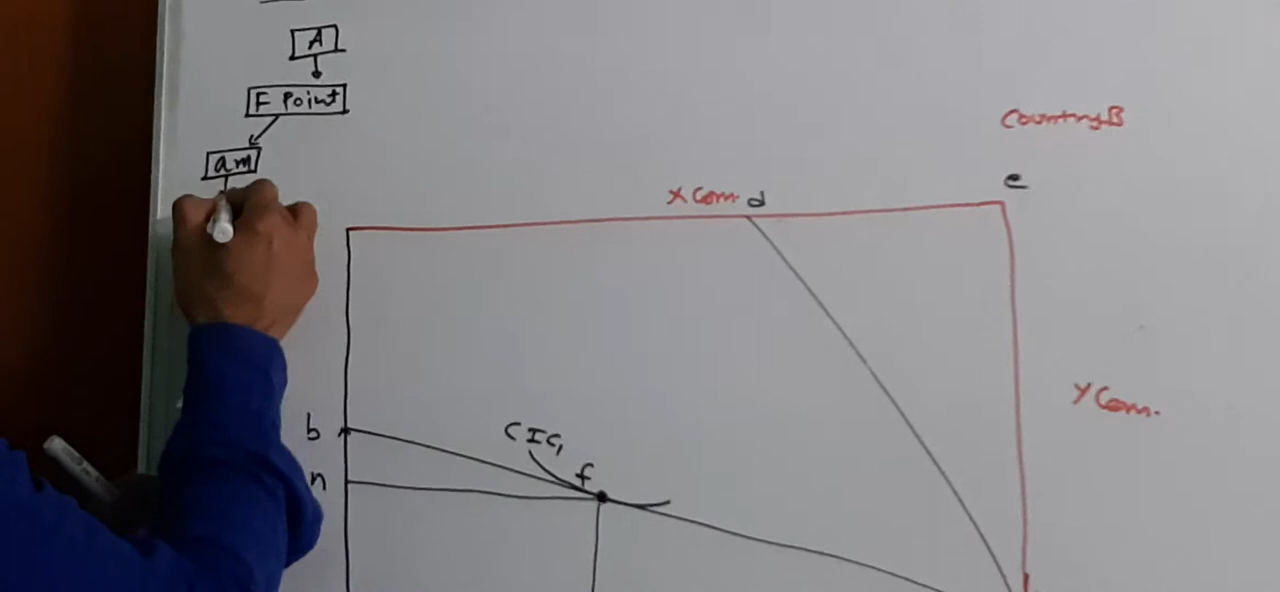 A
F Point
am
Country B
e
X Com. d
Y Com.
b
CIC1
f
n